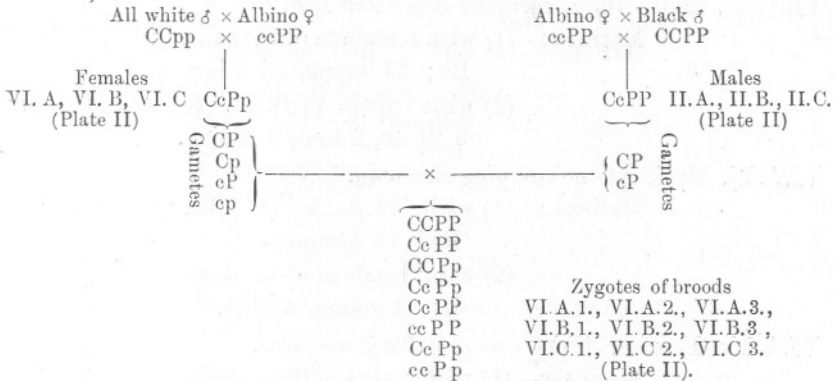 All white ♂ × Albino ♀
CCpp × ccPP
Albino ♀ × Black ♂
ccPP × CCPP
Females
VI. A, VI. B, VI. C
(Plate II)
CcPp
CcPP
Males
II.A., II.B., II.C.
(Plate II)
Gametes
CP
Cp
cP
cp
×
CP
cP
Gametes
CCPP
Cc PP
CCPp
Cc Pp
Cc PP
cc P P
Cc Pp
cc P p
Zygotes of broods
VI.A.1., VI.A.2., VI.A.3.,
VI.B.1., VI.B.2., VI.B.3.,
VI.C.1., VI.C 2., VI.C 3.
(Plate II).